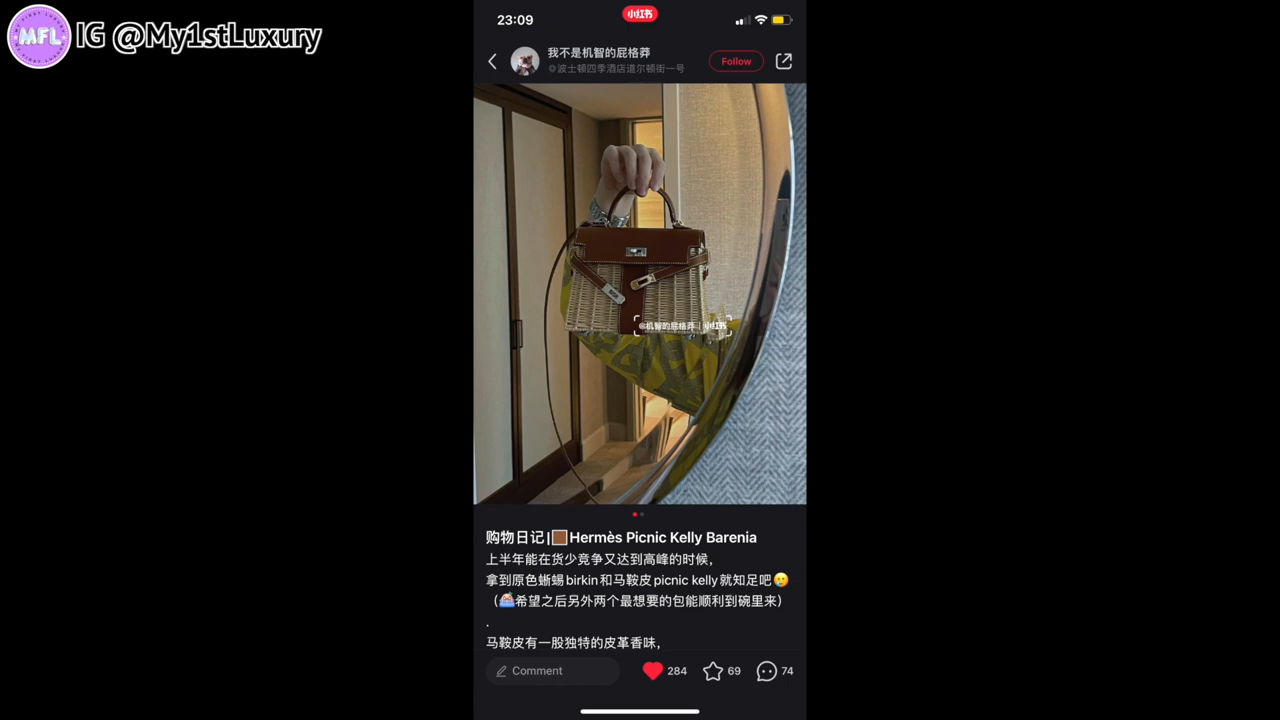 MY FIRST LUXURY
MFL
IG @My1stLuxury
23:09
小红书
我不是机智的屁格莽
波士顿四季酒店道尔顿街一号
Follow
@机智的屁格莽 | 小红书
购物日记|🟫Hermès Picnic Kelly Barenia
上半年能在货少竞争又达到高峰的时候,
拿到原色蜥蜴birkin和马鞍皮picnic kelly就知足吧🥲
（希望之后另外两个最想要的包能顺利到碗里来）
.
马鞍皮有一股独特的皮革香味,
Comment
284
69
74